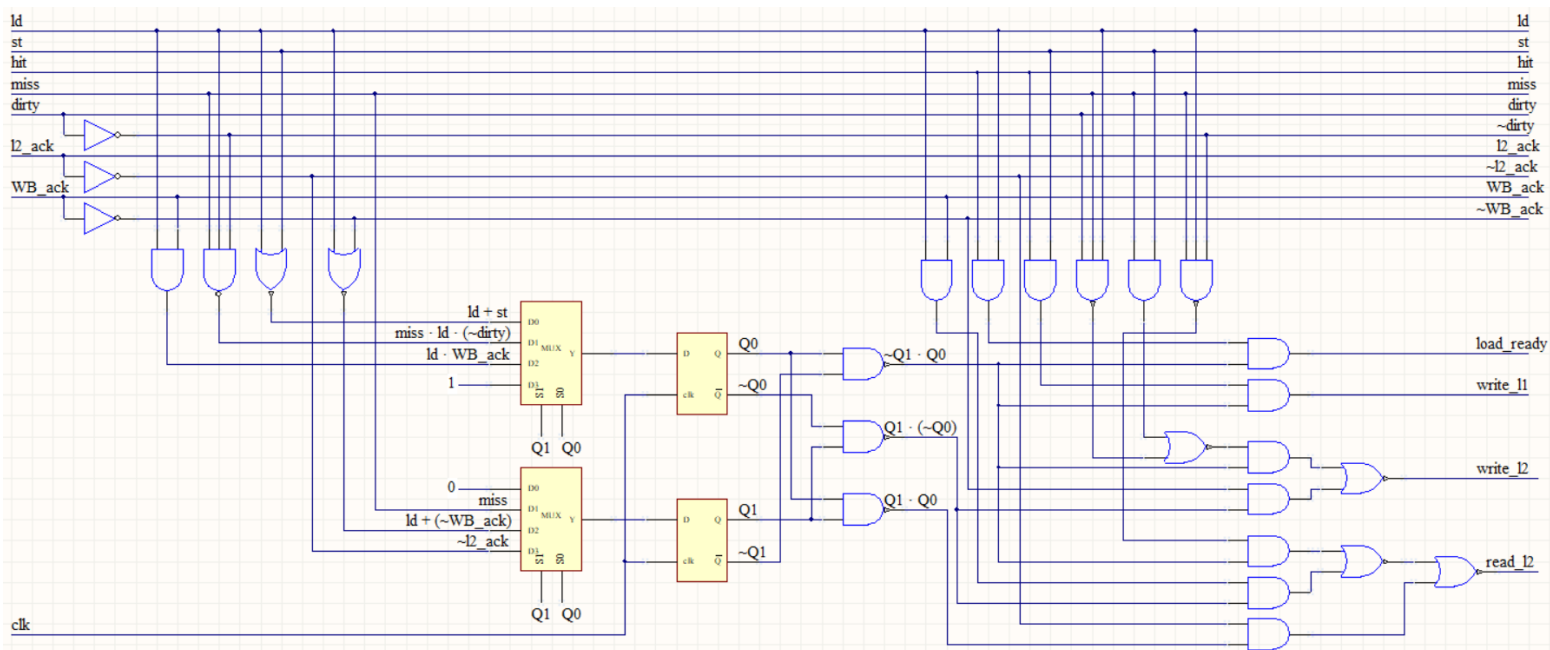 ld
ld
st
st
hit
hit
miss
miss
dirty
dirty
~dirty
l2_ack
l2_ack
~l2_ack
WB_ack
WB_ack
~WB_ack
ld + st
D0
miss · ld · (~dirty)
D1
MUX
Y
ld · WB_ack
D2
1
D3
S1
S0
Q1
Q0
D
Q
Q0
clk
Q
~Q0
~Q1 · Q0
Q1 · (~Q0)
Q1 · Q0
load_ready
write_l1
write_l2
read_l2
0
D0
miss
D1
MUX
Y
ld + (~WB_ack)
D2
~l2_ack
D3
S1
S0
Q1
Q0
D
Q
Q1
clk
Q
~Q1
clk